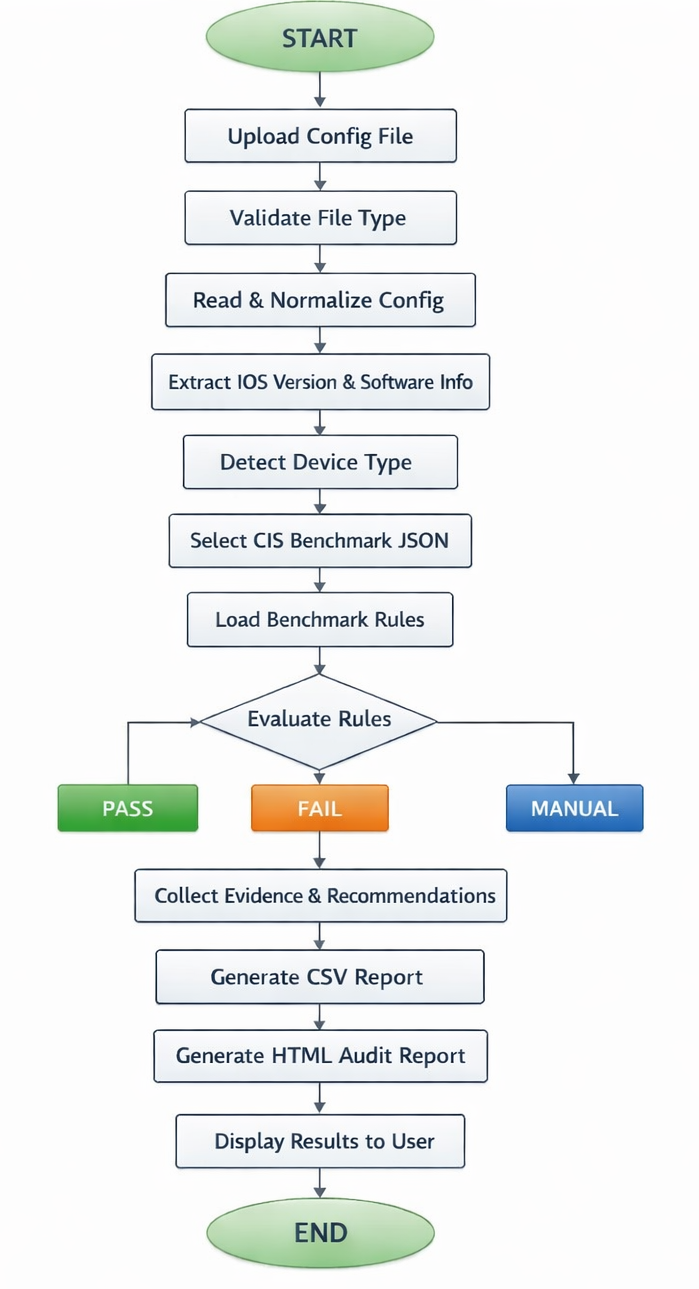 START
Upload Config File
Validate File Type
Read & Normalize Config
Extract IOS Version & Software Info
Detect Device Type
Select CIS Benchmark JSON
Load Benchmark Rules
Evaluate Rules
PASS
FAIL
MANUAL
Collect Evidence & Recommendations
Generate CSV Report
Generate HTML Audit Report
Display Results to User
END